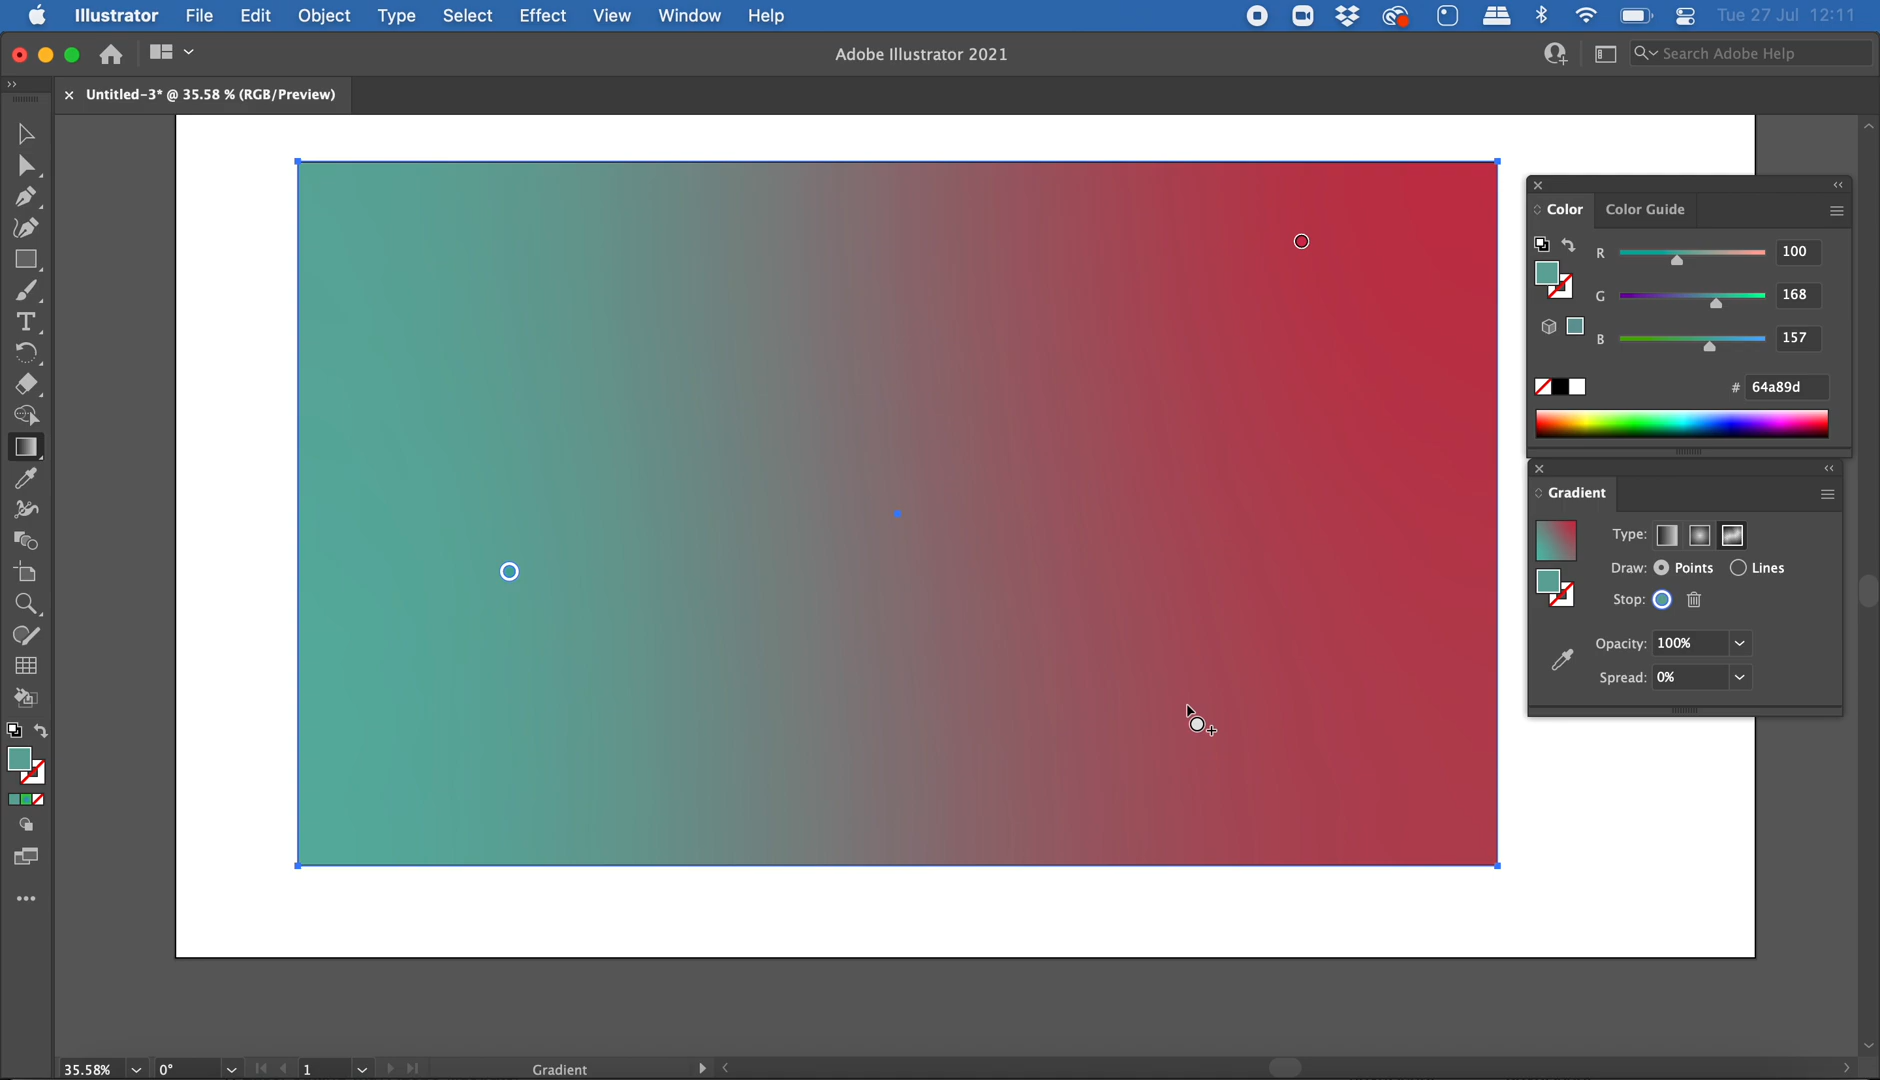 Illustrator File Edit Object Type Select Effect View Window Help Tue 27 Jul 12:11
Adobe Illustrator 2021 Search Adobe Help
Untitled-3* @ 35.58 % (RGB/Preview)
Color Color Guide
R 100
G 168
B 157
# 64a89d
Gradient
Type:
Draw: Points Lines
Stop:
Opacity: 100%
Spread: 0%
35.58% 0° 1 Gradient